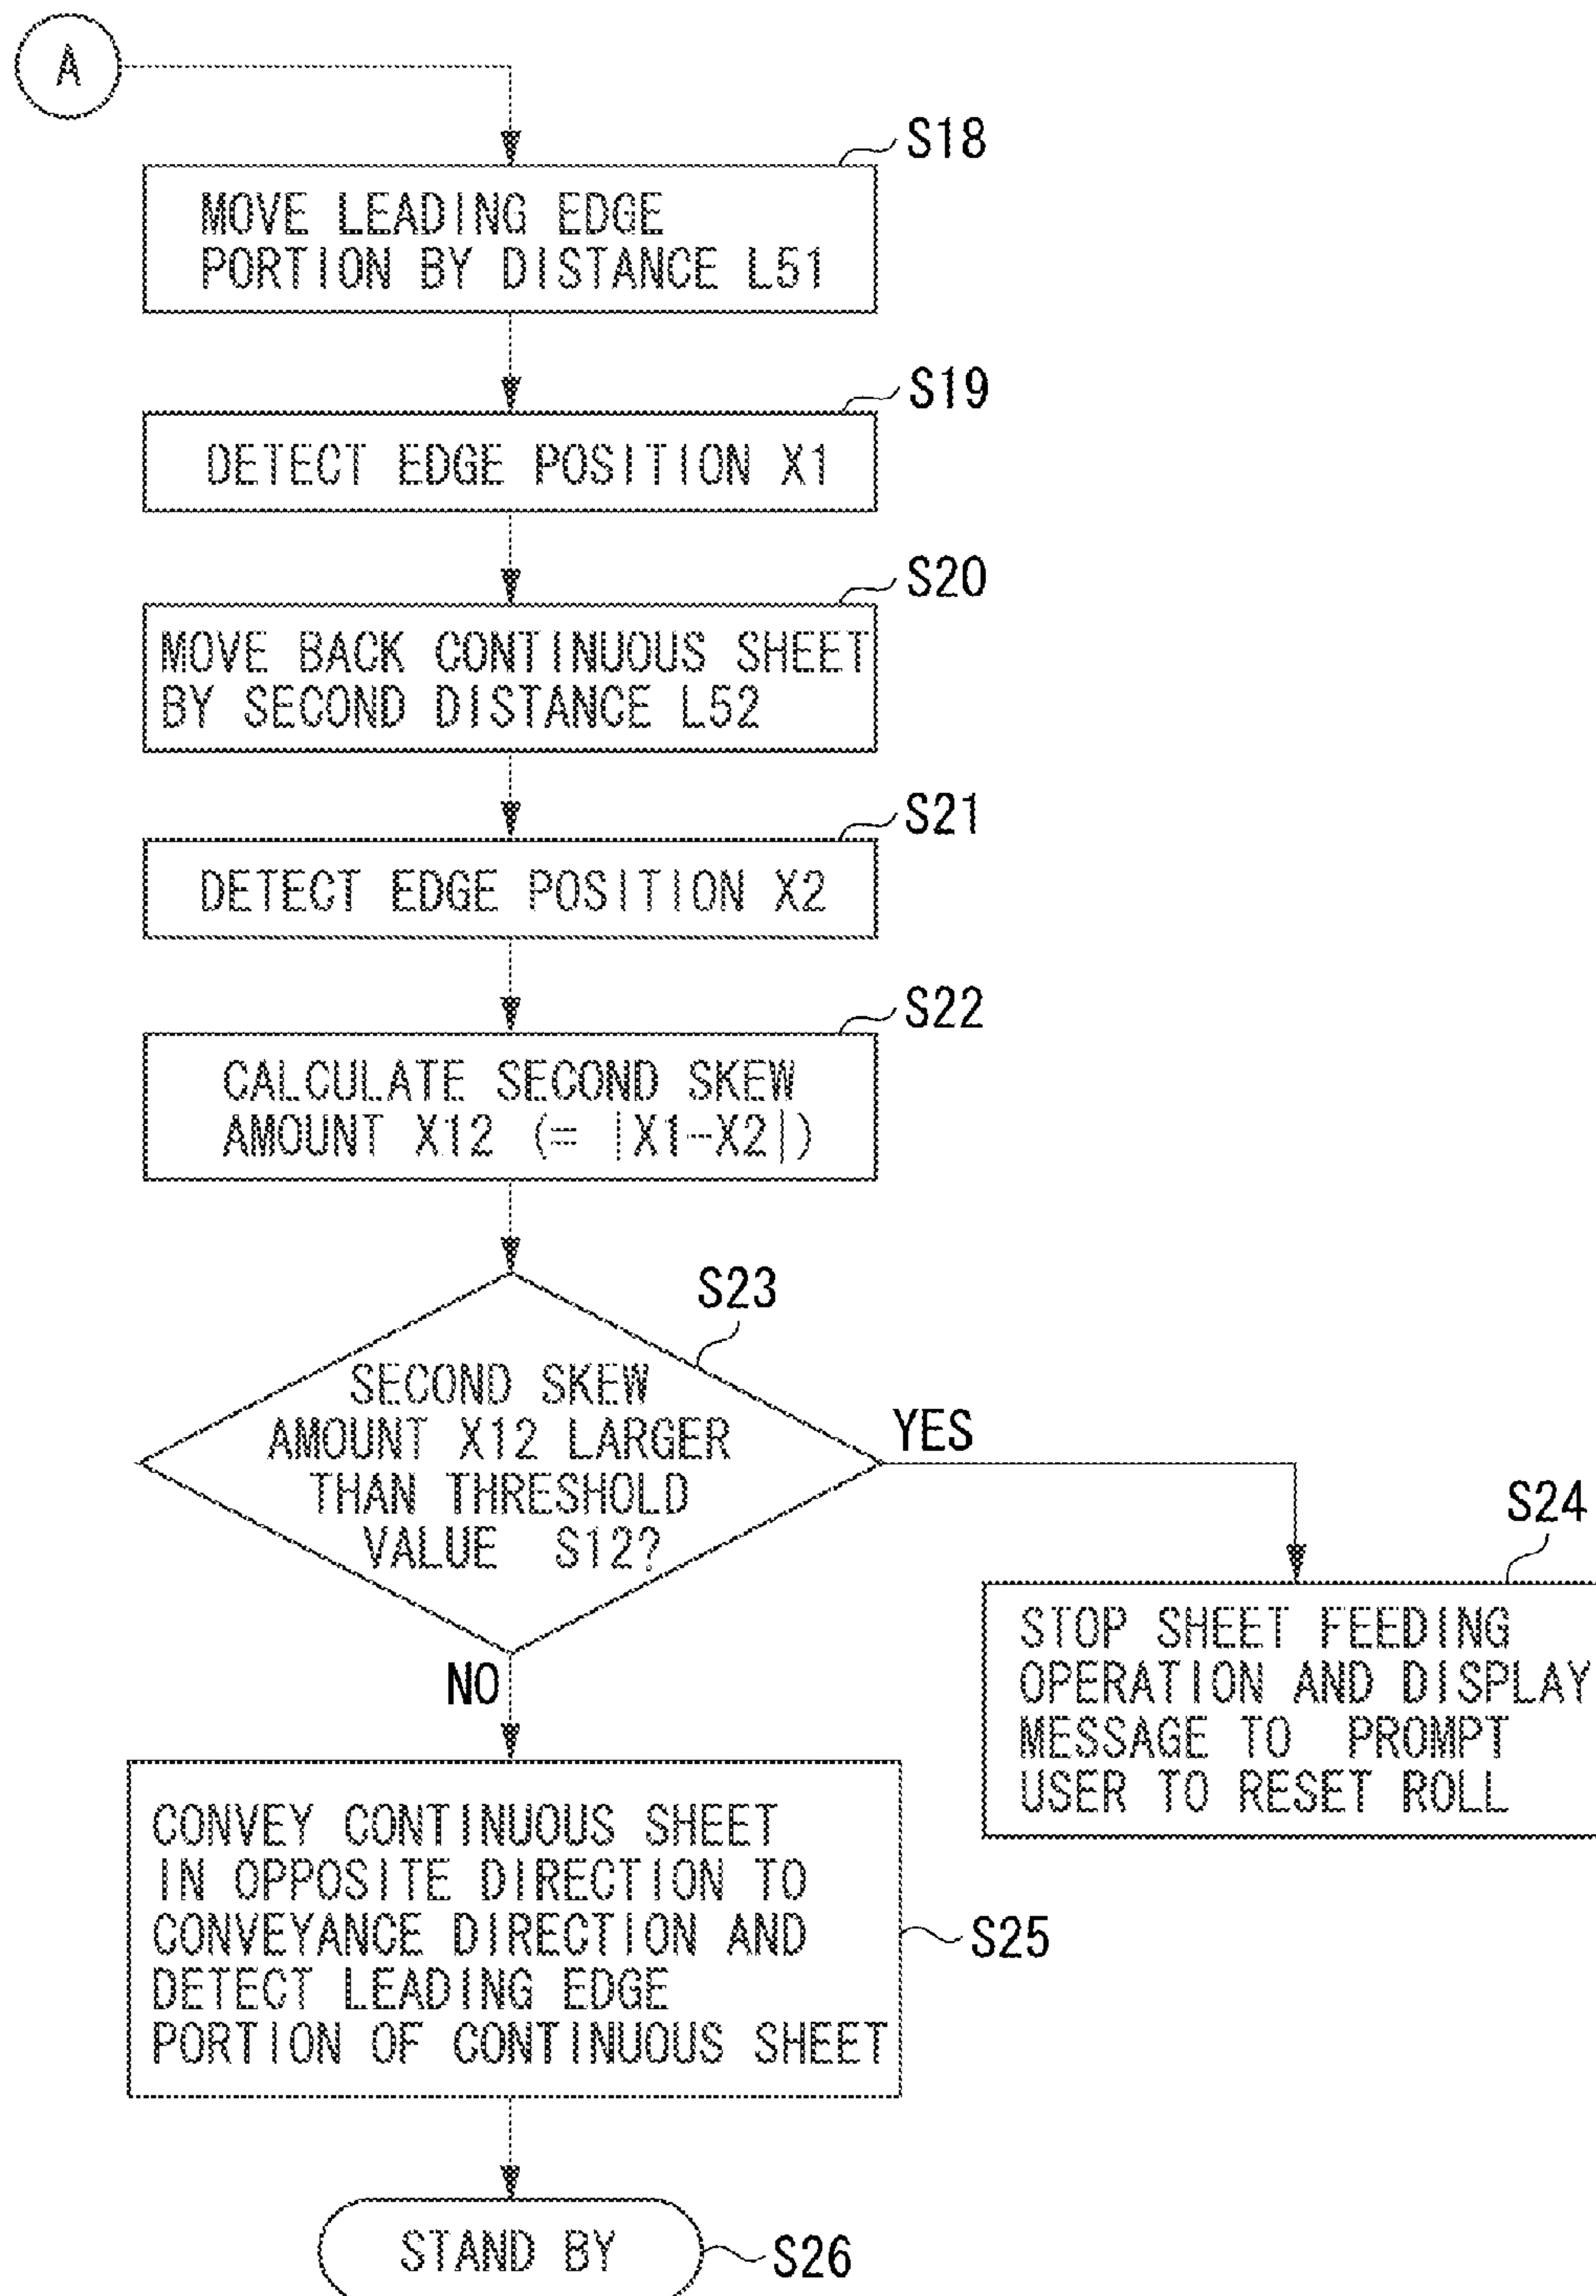 A
S18
MOVE LEADING EDGE
PORTION BY DISTANCE L51
S19
DETECT EDGE POSITION X1
S20
MOVE BACK CONTINUOUS SHEET
BY SECOND DISTANCE L52
S21
DETECT EDGE POSITION X2
S22
CALCULATE SECOND SKEW
AMOUNT X12 (= |X1-X2|)
S23
SECOND SKEW
AMOUNT X12 LARGER
THAN THRESHOLD
VALUE S12?
YES
S24
STOP SHEET FEEDING
OPERATION AND DISPLAY
MESSAGE TO PROMPT
USER TO RESET ROLL
NO
CONVEY CONTINUOUS SHEET
IN OPPOSITE DIRECTION TO
CONVEYANCE DIRECTION AND
DETECT LEADING EDGE
PORTION OF CONTINUOUS SHEET
S25
STAND BY
S26